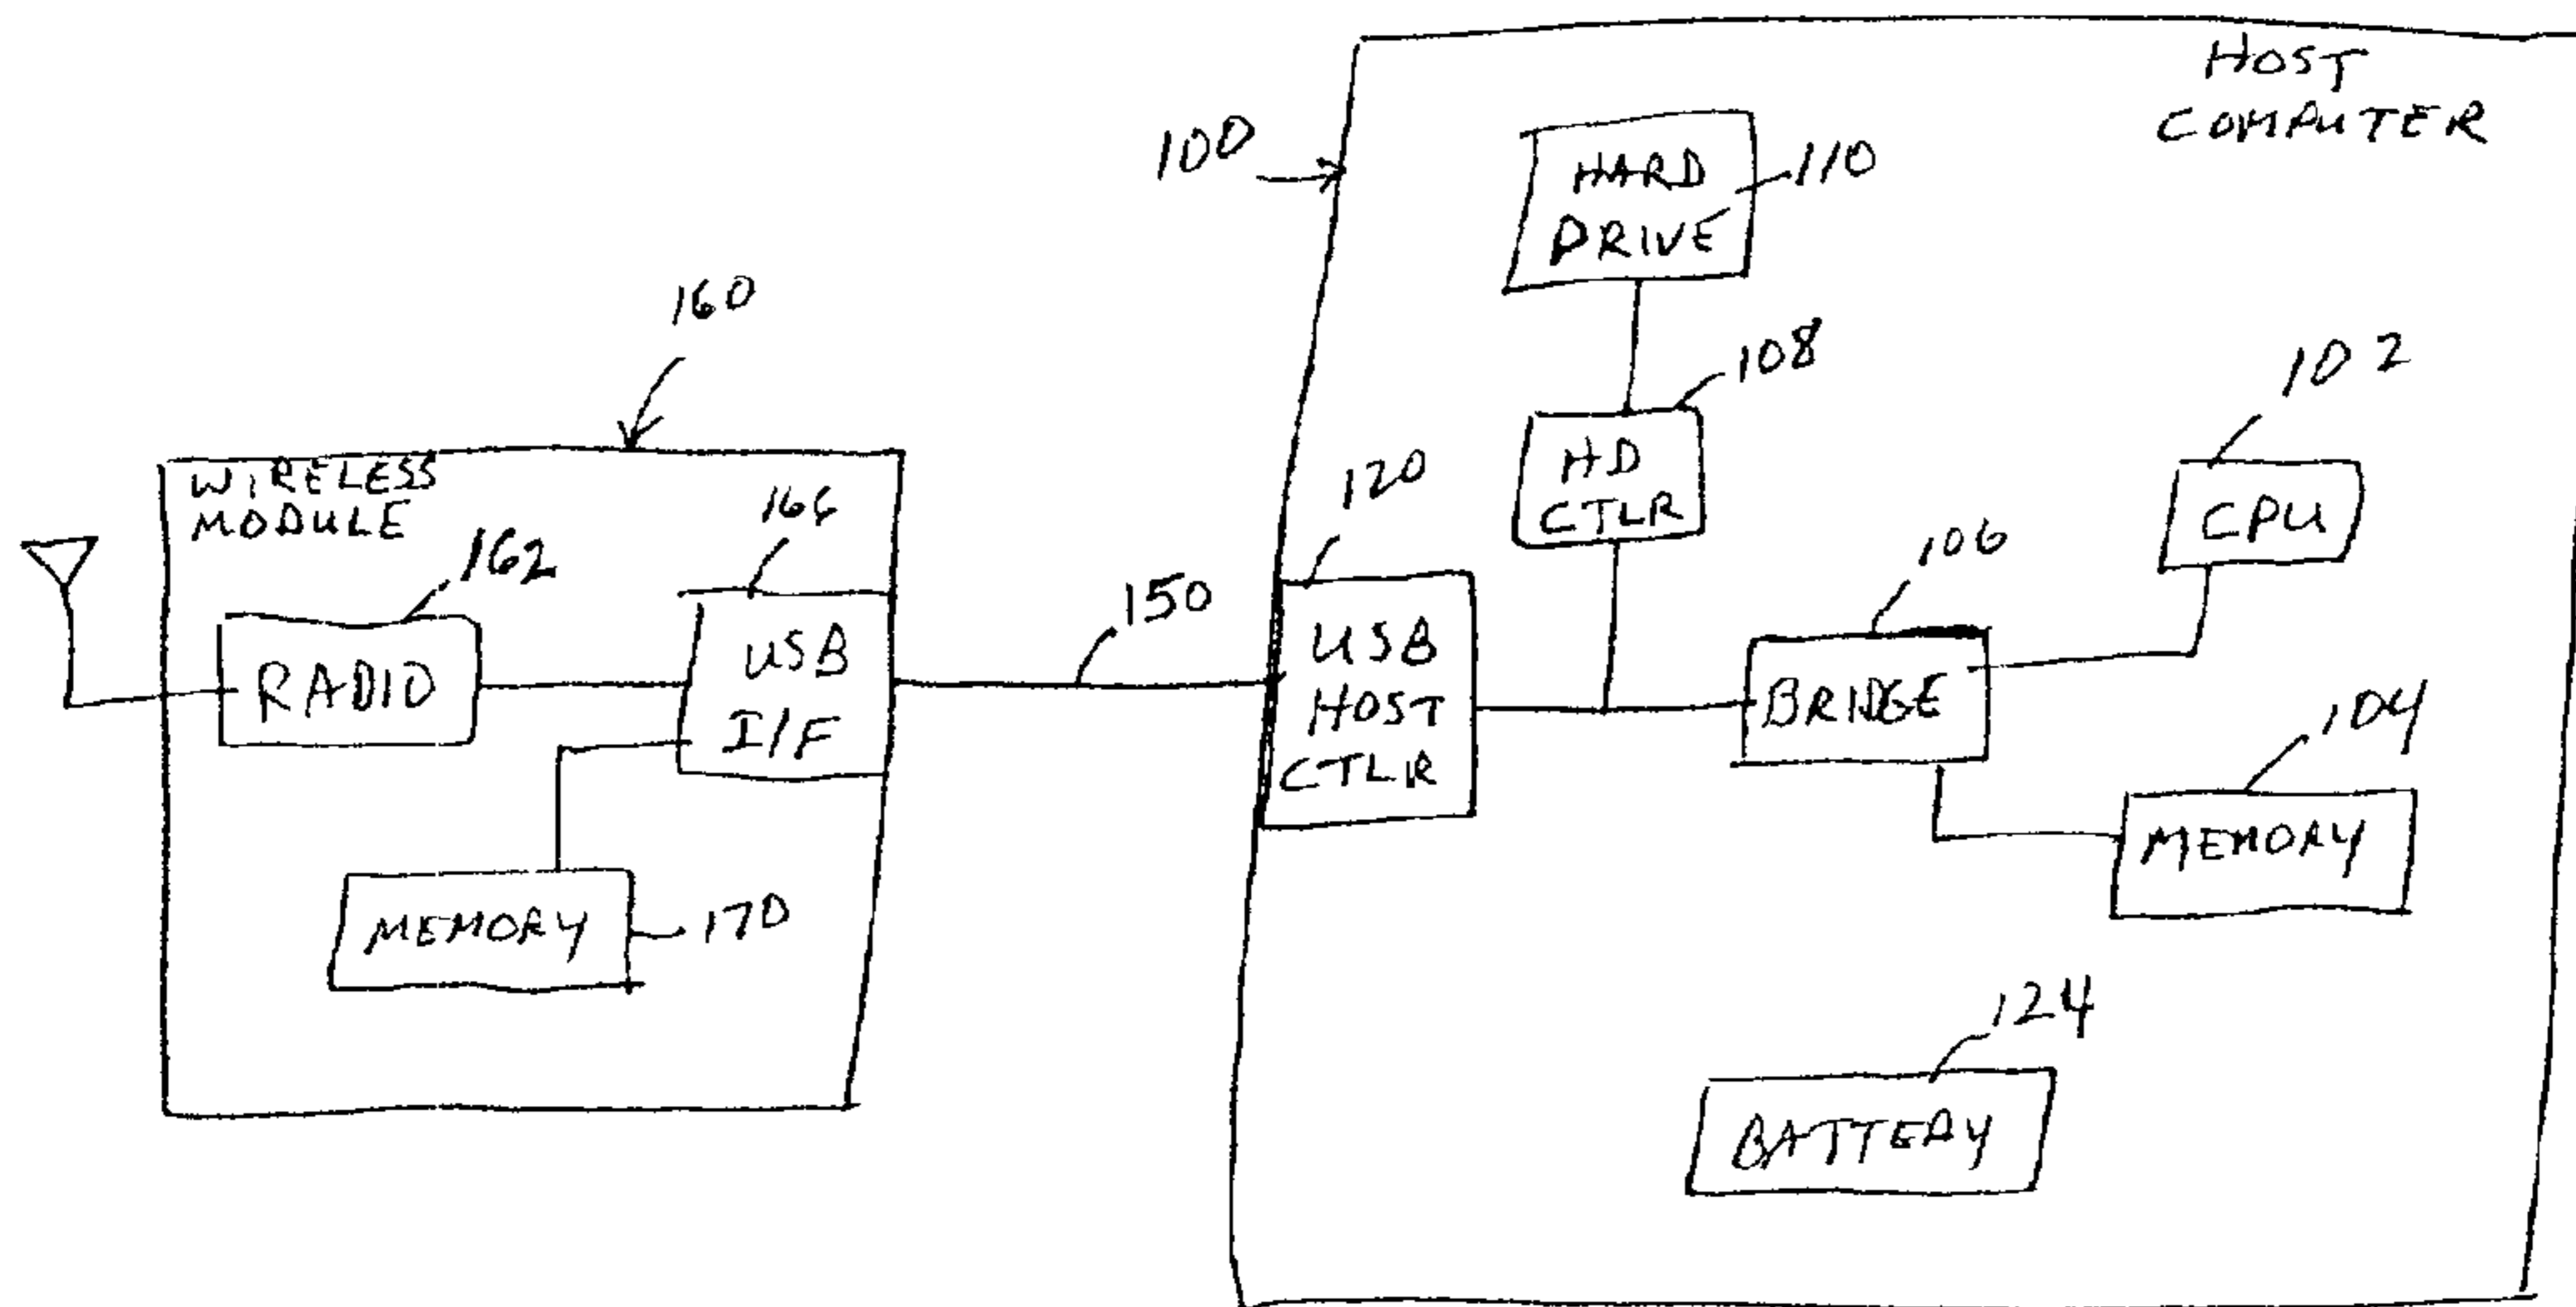 HOST
COMPUTER
100
HARD
DRIVE
110
160
108
102
WIRELESS
MODULE
HD
CTLR
120
CPU
166
106
162
150
USB
I/F
RADIO
USB
HOST
CTLR
BRIDGE
104
MEMORY
MEMORY
170
124
BATTERY